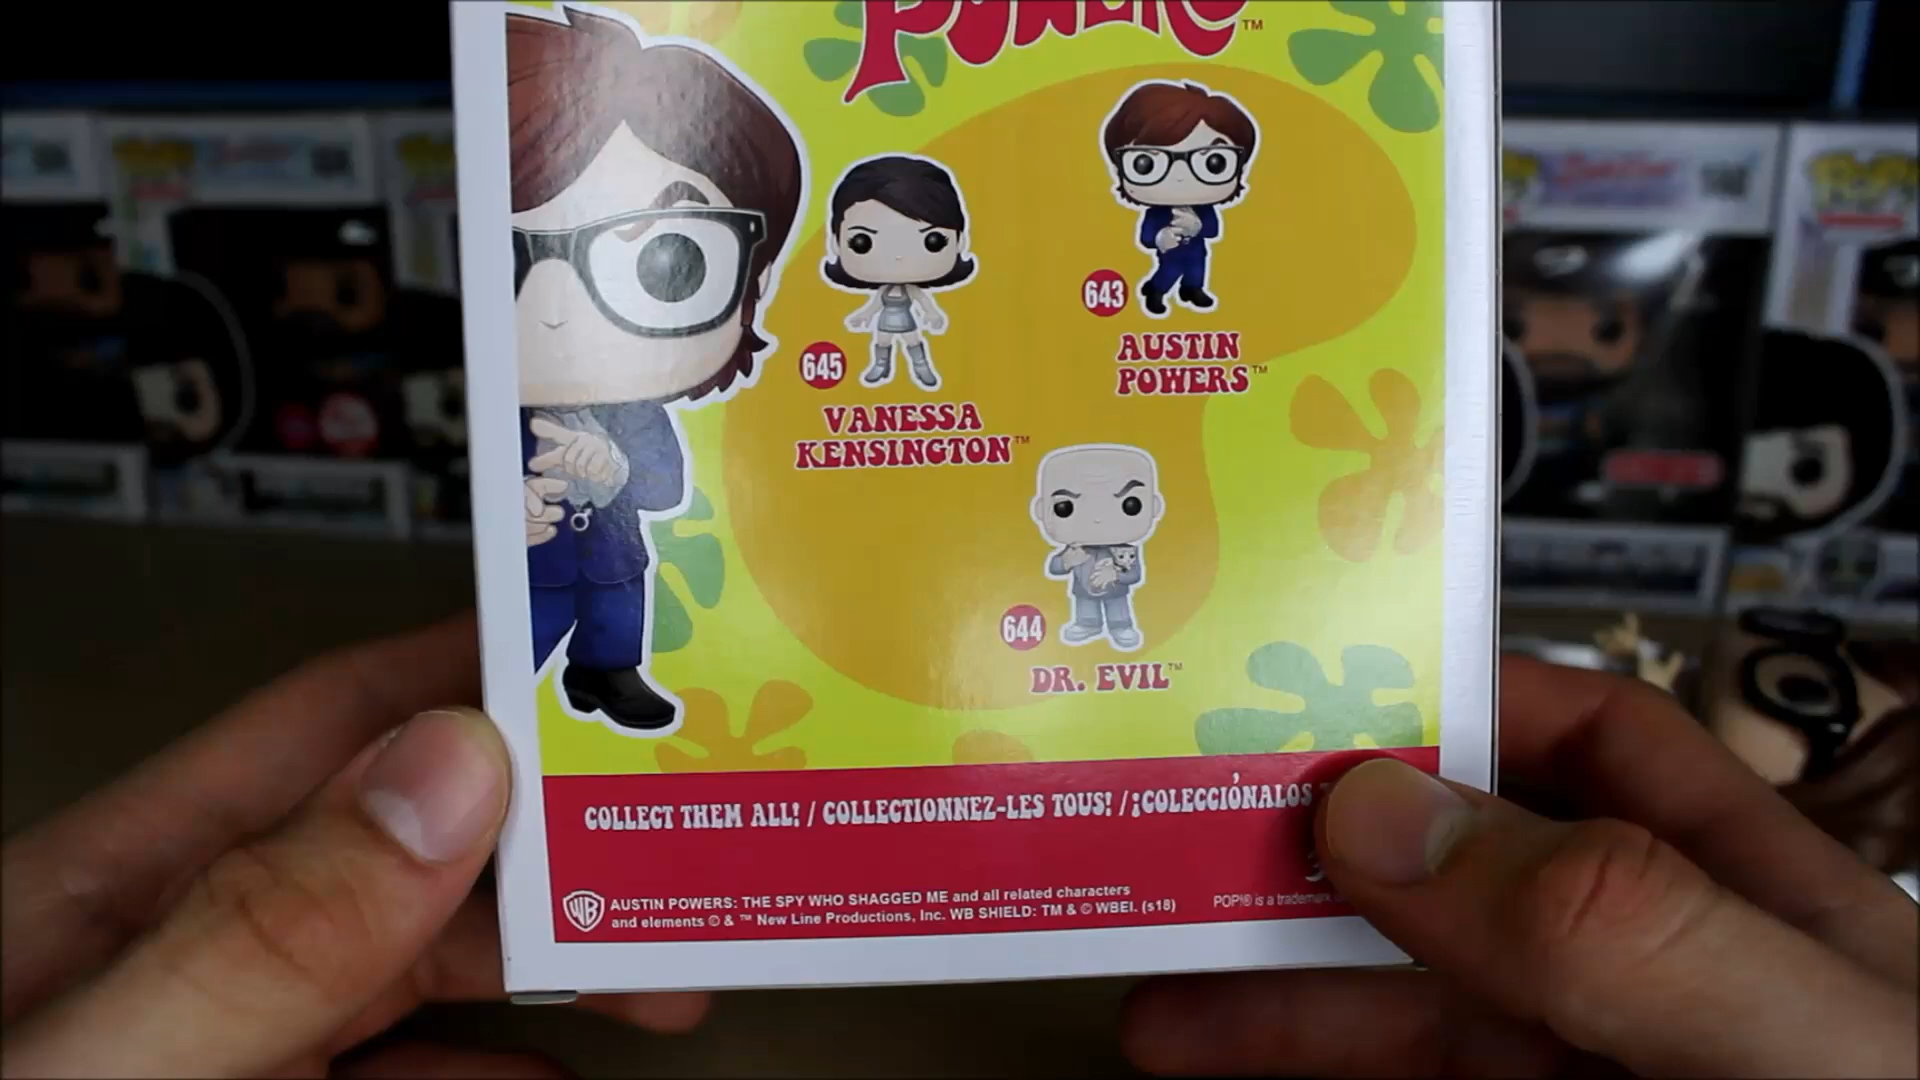 POWERS™
643
AUSTIN
POWERS™
645
VANESSA
KENSINGTON™
644
DR. EVIL™
COLLECT THEM ALL! / COLLECTIONNEZ-LES TOUS! / ¡COLECCIÓNALOS
WB AUSTIN POWERS: THE SPY WHO SHAGGED ME and all related characters
and elements © & ™ New Line Productions, Inc. WB SHIELD: TM & © WBEI. (s18)
POP!® is a trademark